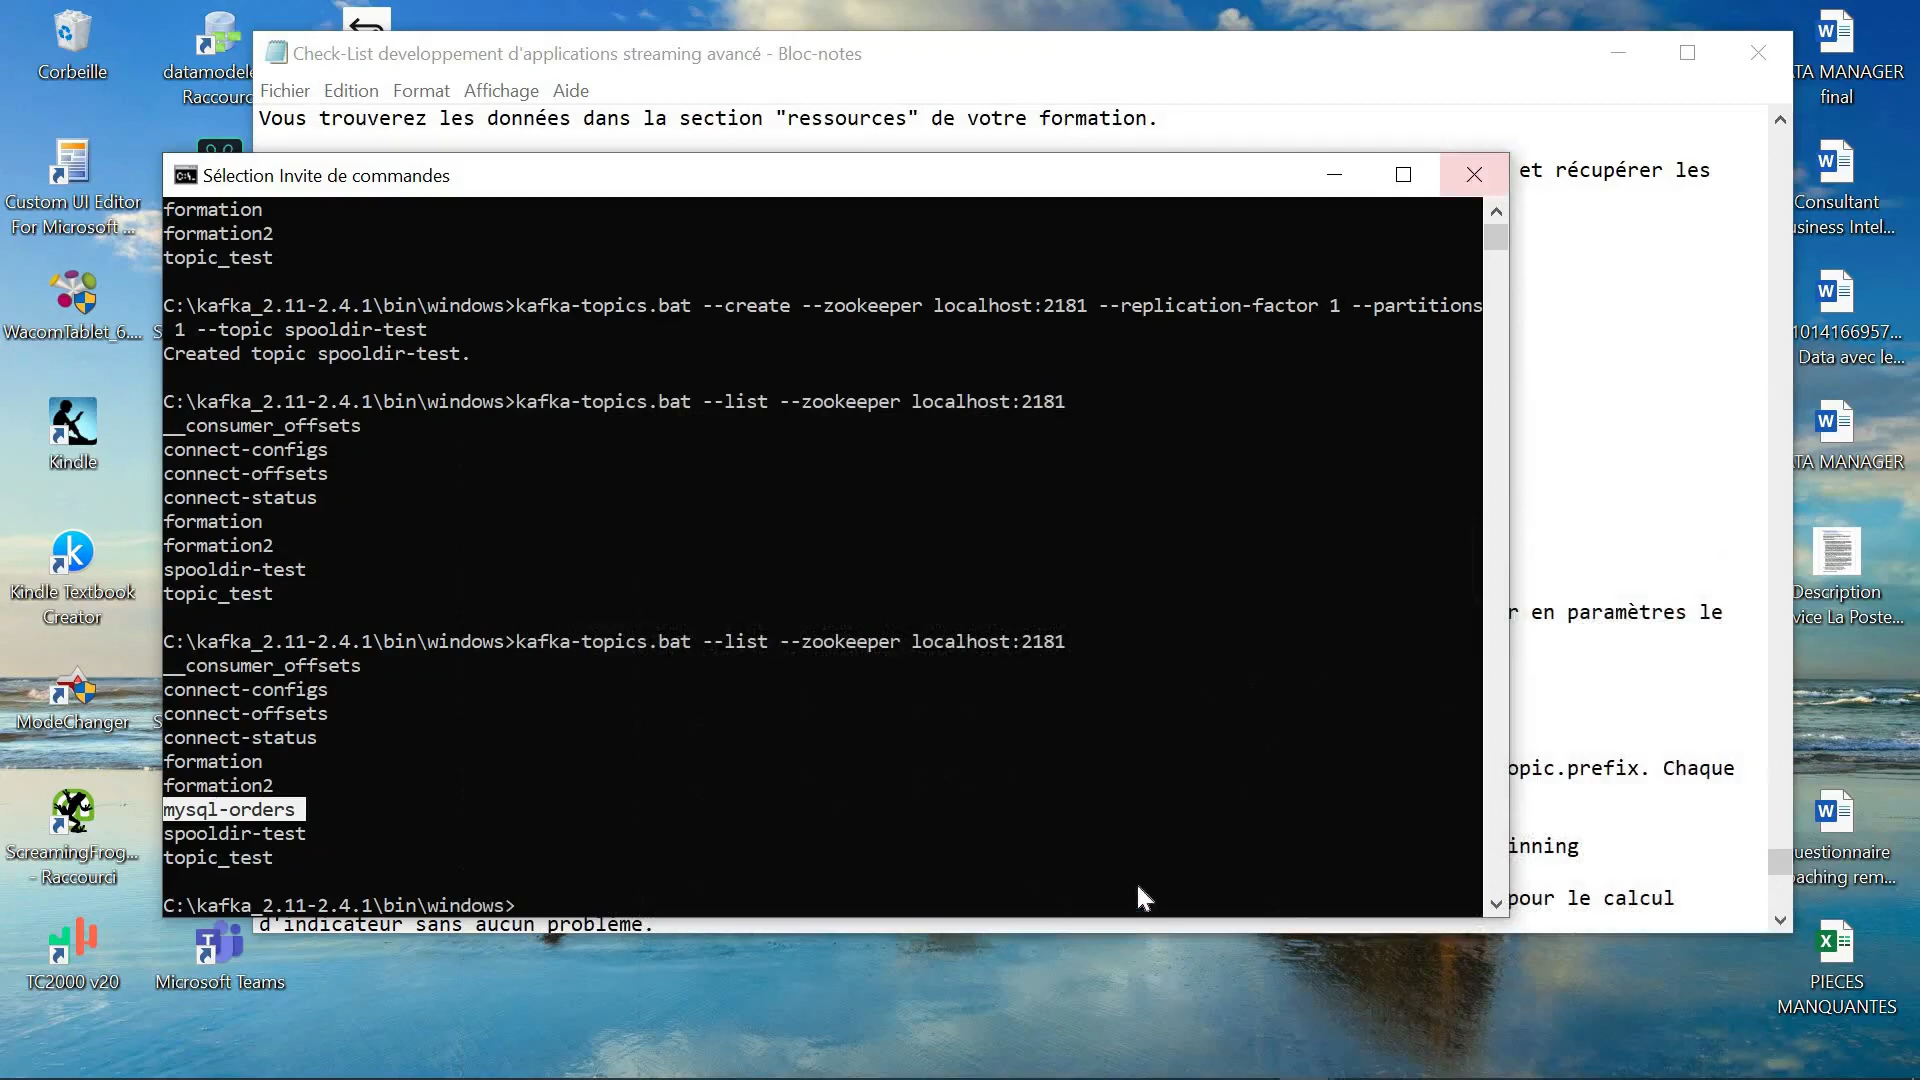 Corbeille
datamodele
Raccourc
Custom UI Editor
For Microsoft ...
WacomTablet_6....
Kindle
Kindle Textbook
Creator
ModeChanger
ScreamingFrog...
- Raccourci
TC2000 v20
Microsoft Teams
Check-List developpement d'applications streaming avancé - Bloc-notes
Fichier Edition Format Affichage Aide
Vous trouverez les données dans la section "ressources" de votre formation.
et récupérer les
r en paramètres le
opic.prefix. Chaque
inning
pour le calcul
d'indicateur sans aucun problème.
Sélection Invite de commandes
formation
formation2
topic_test
C:\kafka_2.11-2.4.1\bin\windows>kafka-topics.bat --create --zookeeper localhost:2181 --replication-factor 1 --partitions
1 --topic spooldir-test
Created topic spooldir-test.
C:\kafka_2.11-2.4.1\bin\windows>kafka-topics.bat --list --zookeeper localhost:2181
__consumer_offsets
connect-configs
connect-offsets
connect-status
formation
formation2
spooldir-test
topic_test
C:\kafka_2.11-2.4.1\bin\windows>kafka-topics.bat --list --zookeeper localhost:2181
__consumer_offsets
connect-configs
connect-offsets
connect-status
formation
formation2
mysql-orders
spooldir-test
topic_test
C:\kafka_2.11-2.4.1\bin\windows>
TA MANAGER
final
Consultant
usiness Intel...
1014166957...
Data avec le...
TA MANAGER
Description
vice La Poste...
uestionnaire
aching rem...
PIECES
MANQUANTES